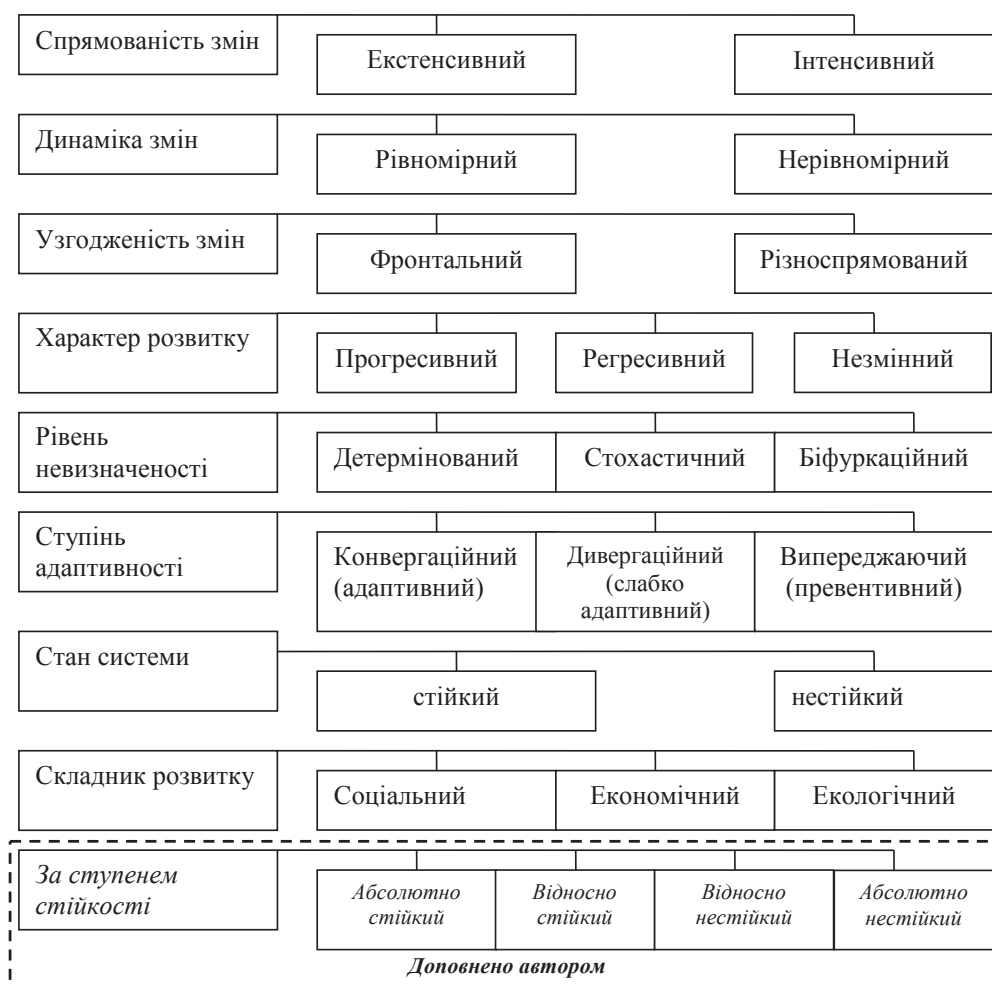 Спрямованість змін
Екстенсивний
Інтенсивний
Динаміка змін
Рівномірний
Нерівномірний
Узгодженість змін
Фронтальний
Різноспрямований
Характер розвитку
Прогресивний
Регресивний
Незмінний
Рівень
невизначеності
Детермінований
Стохастичний
Біфуркаційний
Ступінь
адаптивності
Конвергаційний
(адаптивний)
Дивергаційний
(слабко
адаптивний)
Випереджаючий
(превентивний)
Стан системи
стійкий
нестійкий
Складник розвитку
Соціальний
Економічний
Екологічний
За ступенем
стійкості
Абсолютно
стійкий
Відносно
стійкий
Відносно
нестійкий
Абсолютно
нестійкий
Доповнено автором